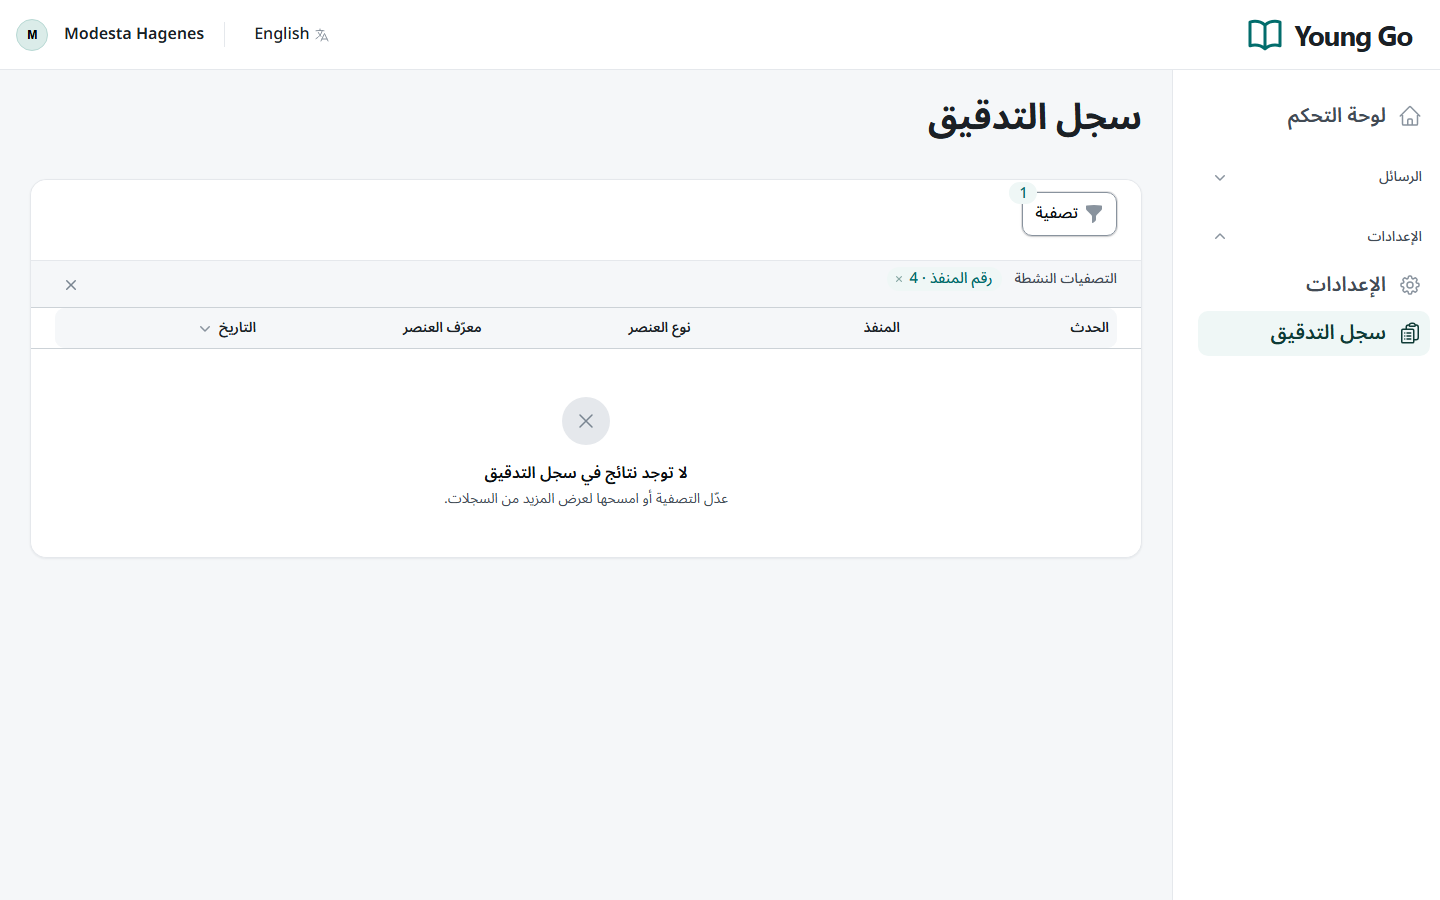 Young Go
English
Modesta Hagenes
M
لوحة التحكم
الرسائل
الإعدادات
الإعدادات
سجل التدقيق
سجل التدقيق
تصفية
1
التصفيات النشطة
رقم المنفذ · 4 ×
الحدث المنفذ نوع العنصر معرّف العنصر التاريخ
لا توجد نتائج في سجل التدقيق
عدّل التصفية أو امسحها لعرض المزيد من السجلات.